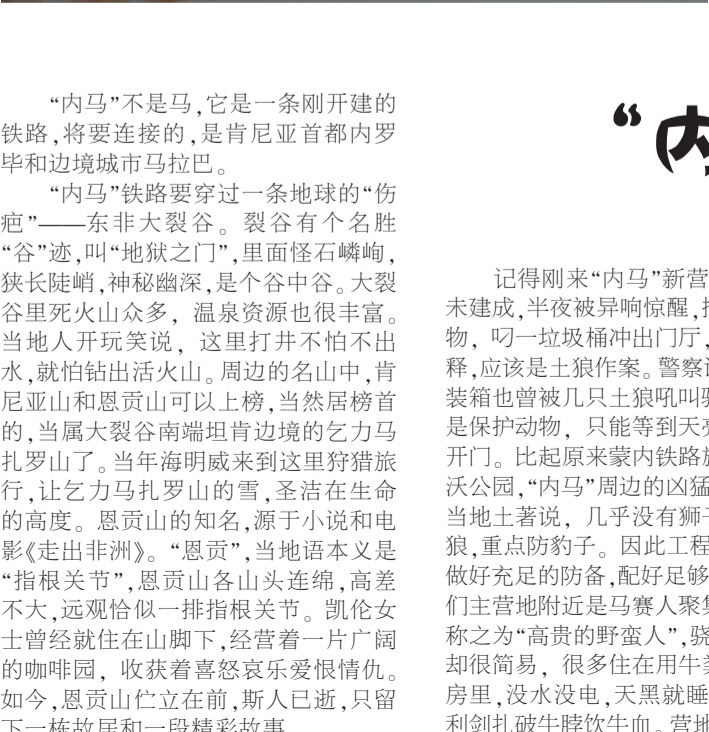 “内马”不是马,它是一条刚开建的
铁路,将要连接的,是肯尼亚首都内罗
毕和边境城市马拉巴。
“内马”铁路要穿过一条地球的“伤
疤”——东非大裂谷。裂谷有个名胜
“谷”迹,叫“地狱之门”,里面怪石嶙峋,
狭长陡峭,神秘幽深,是个谷中谷。大裂
谷里死火山众多，温泉资源也很丰富。
当地人开玩笑说，这里打井不怕不出
水,就怕钻出活火山。周边的名山中,肯
尼亚山和恩贡山可以上榜,当然居榜首
的,当属大裂谷南端坦肯边境的乞力马
扎罗山了。当年海明威来到这里狩猎旅
行,让乞力马扎罗山的雪,圣洁在生命
的高度。恩贡山的知名,源于小说和电
影《走出非洲》。“恩贡”,当地语本义是
“指根关节”,恩贡山各山头连绵,高差
不大,远观恰似一排指根关节。凯伦女
士曾经就住在山脚下,经营着一片广阔
的咖啡园，收获着喜怒哀乐爱恨情仇。
如今,恩贡山伫立在前,斯人已逝,只留
下一栋故居和一段精彩故事
“内
记得刚来“内马”新营
未建成,半夜被异响惊醒,
物，叼一垃圾桶冲出门厅,
释,应该是土狼作案。警察
装箱也曾被几只土狼吼叫
是保护动物，只能等到天亮
开门。比起原来蒙内铁路
沃公园,“内马”周边的凶猛
当地土著说，几乎没有狮
狼,重点防豹子。因此工程
做好充足的防备,配好足够
们主营地附近是马赛人聚
称之为“高贵的野蛮人”,骁
却很简易，很多住在用牛粪
房里,没水没电,天黑就睡
利剑扎破牛脖饮牛血。营地